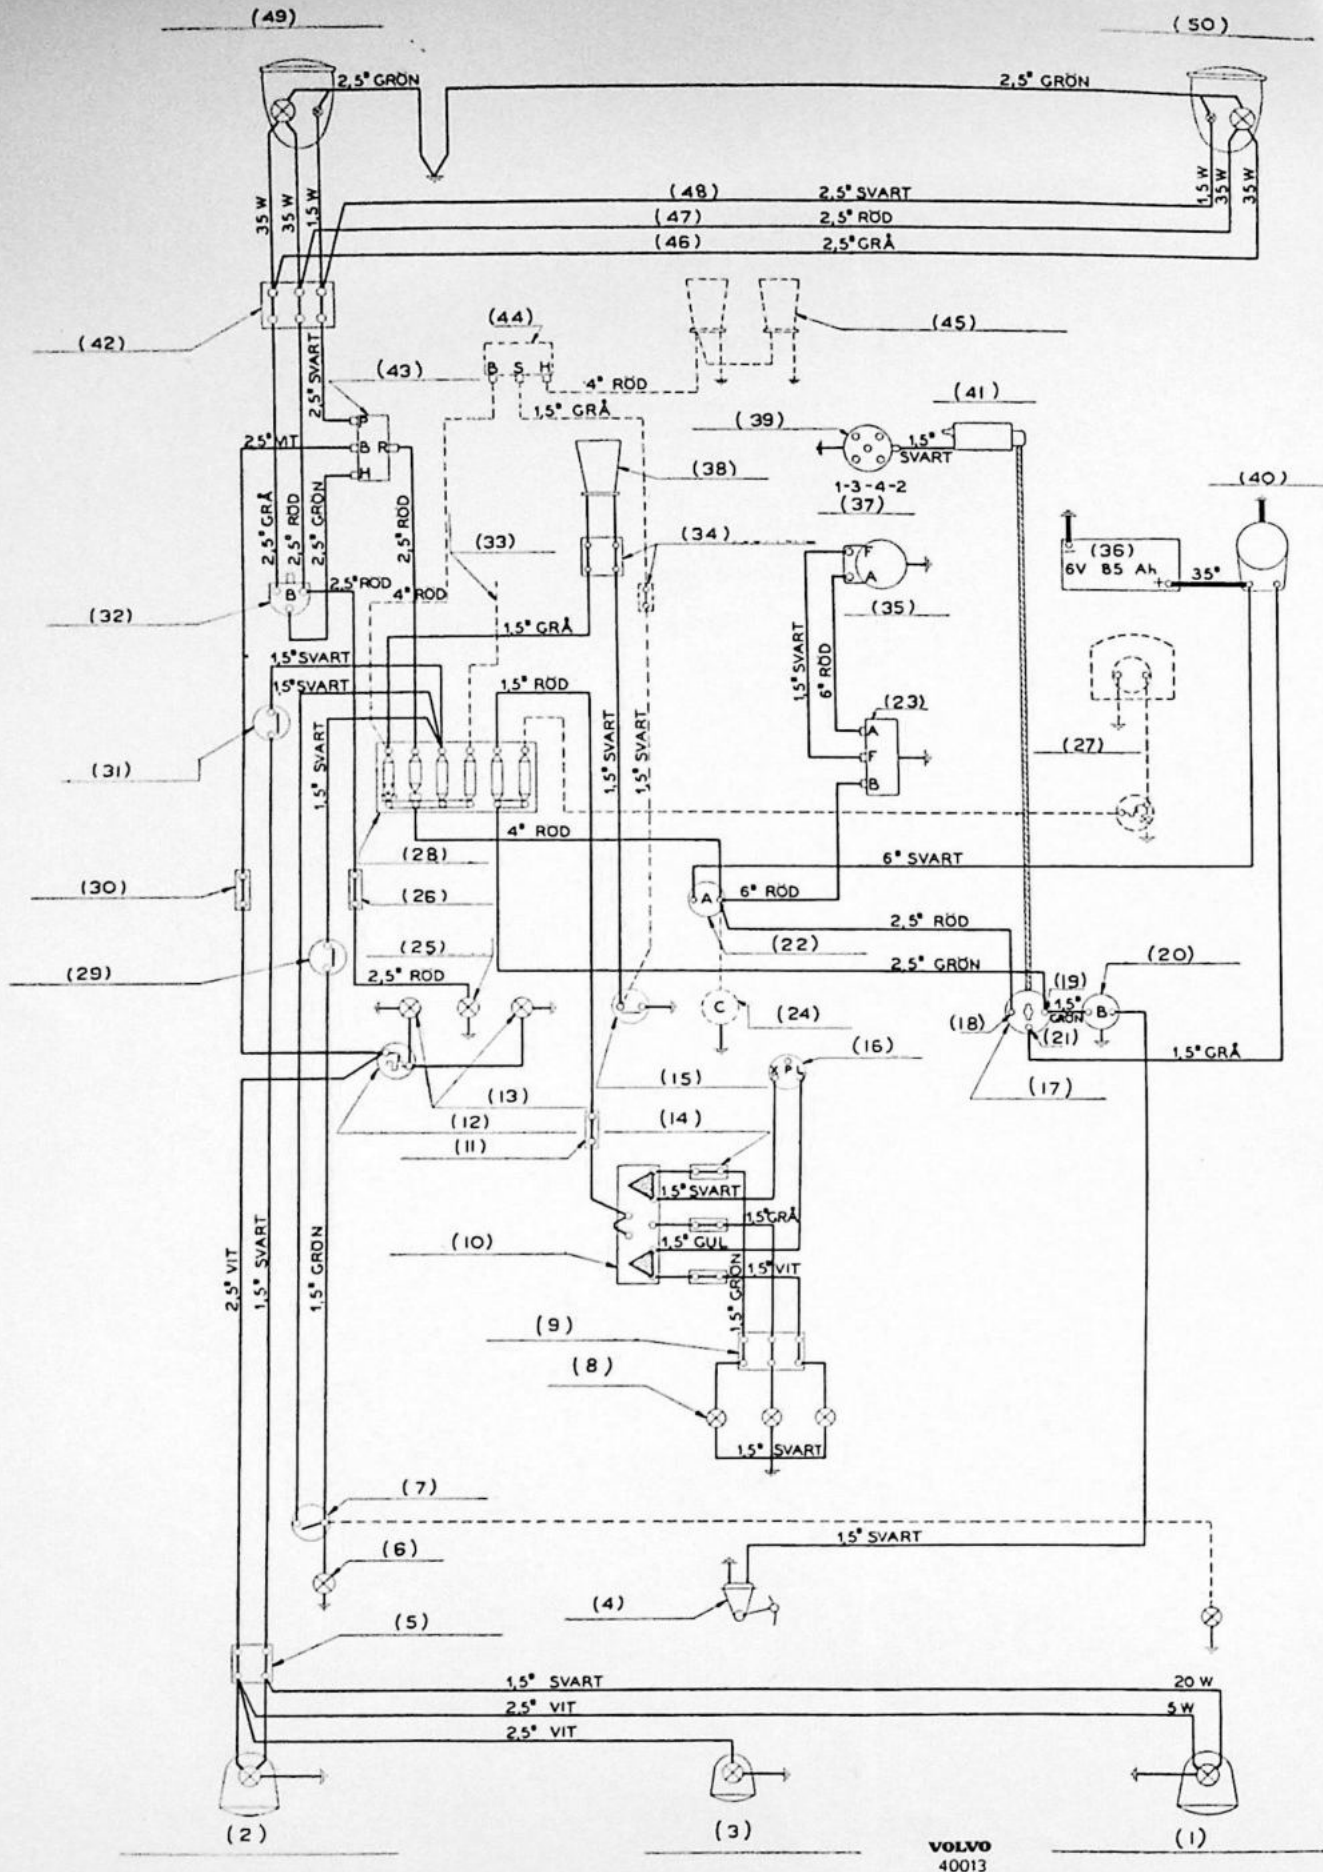 (49)
(50)
2,5° GRÖN
2,5° GRÖN
35 W
35 W
1,5 W
1,5 W
35 W
35 W
(48) 2,5° SVART
(47) 2,5° RÖD
(46) 2,5° GRÅ
(42)
(44)
(45)
B S H
4° RÖD
2,5° SVART
(43)
1,5° GRÅ
(41)
(39)
1,5° SVART
P
B R
H
(38)
1-3-4-2
(37)
(40)
2,5° GRÅ
2,5° RÖD
2,5° GRÖN
2,5° RÖD
(33)
(34)
F
A
(36)
6V 85 Ah
+
35°
B
2,5° RÖD
4° RÖD
(32)
(35)
1,5° GRÅ
1,5° SVART
1,5° SVART
1,5° RÖD
1,5° SVART
6° RÖD
(23)
A
F
B
(27)
(31)
1,5° SVART
1,5° SVART
1,5° SVART
4° RÖD
(28)
6° SVART
(30)
(26)
A
6° RÖD
2,5° RÖD
(22)
(25)
2,5° GRÖN
(20)
(29)
2,5° RÖD
(19)
1,5° GRÖN
B
C
(24)
(18)
(21)
(16)
1,5° GRÅ
X P L
(15)
(17)
(13)
(12)
(14)
(11)
1,5° SVART
1,5° GRÅ
(10)
1,5° GUL
1,5° VIT
1,5° GRÖN
2,5° VIT
1,5° SVART
1,5° GRÖN
(9)
(8)
1,5° SVART
(7)
1,5° SVART
(6)
(4)
(5)
1,5° SVART 20 W
2,5° VIT 5 W
2,5° VIT
(2)
(3)
(1)
VOLVO
40013